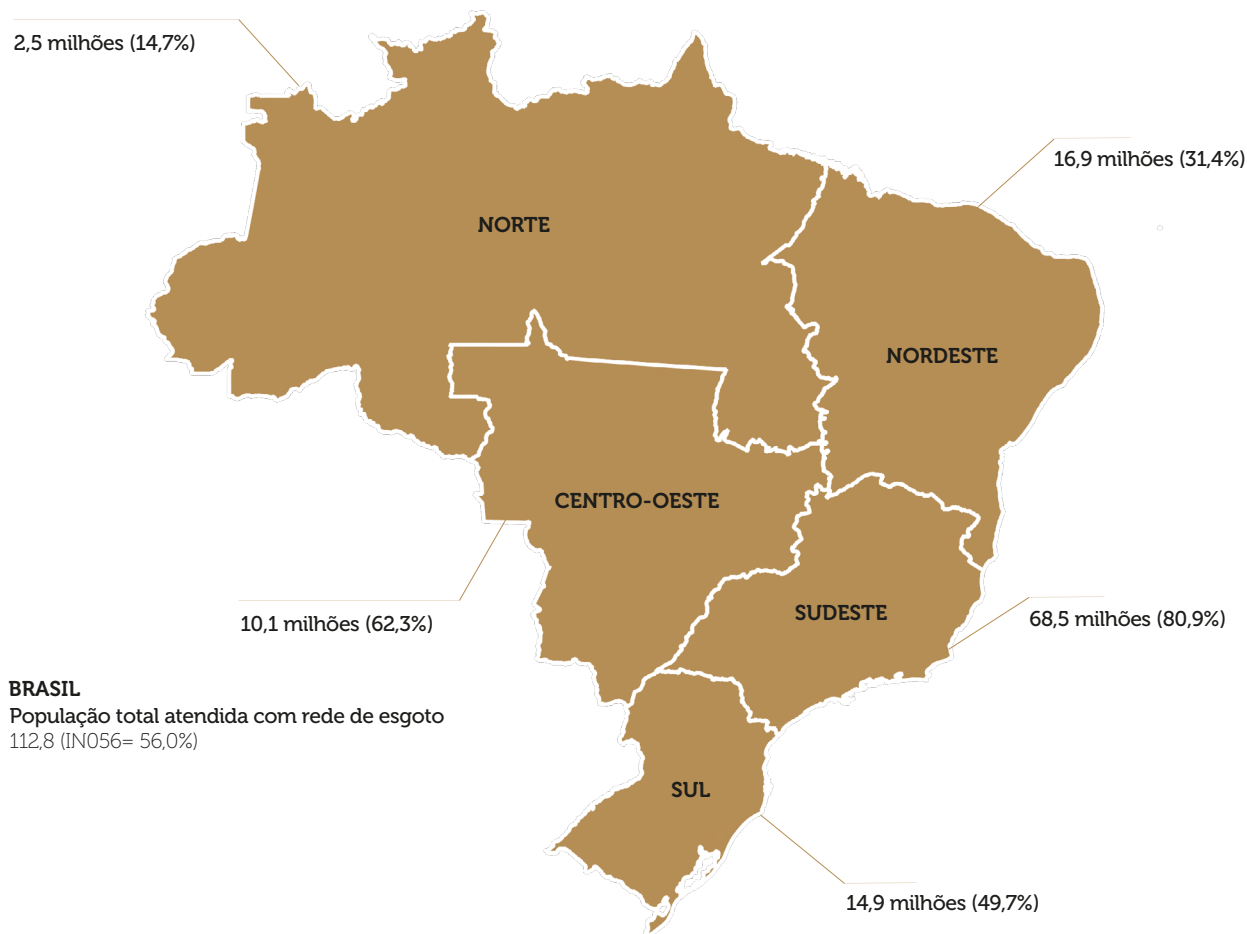 2,5 milhões (14,7%)
16,9 milhões (31,4%)
NORTE
NORDESTE
CENTRO-OESTE
SUDESTE
68,5 milhões (80,9%)
10,1 milhões (62,3%)
BRASIL
População total atendida com rede de esgoto
112,8 (IN056= 56,0%)
SUL
14,9 milhões (49,7%)